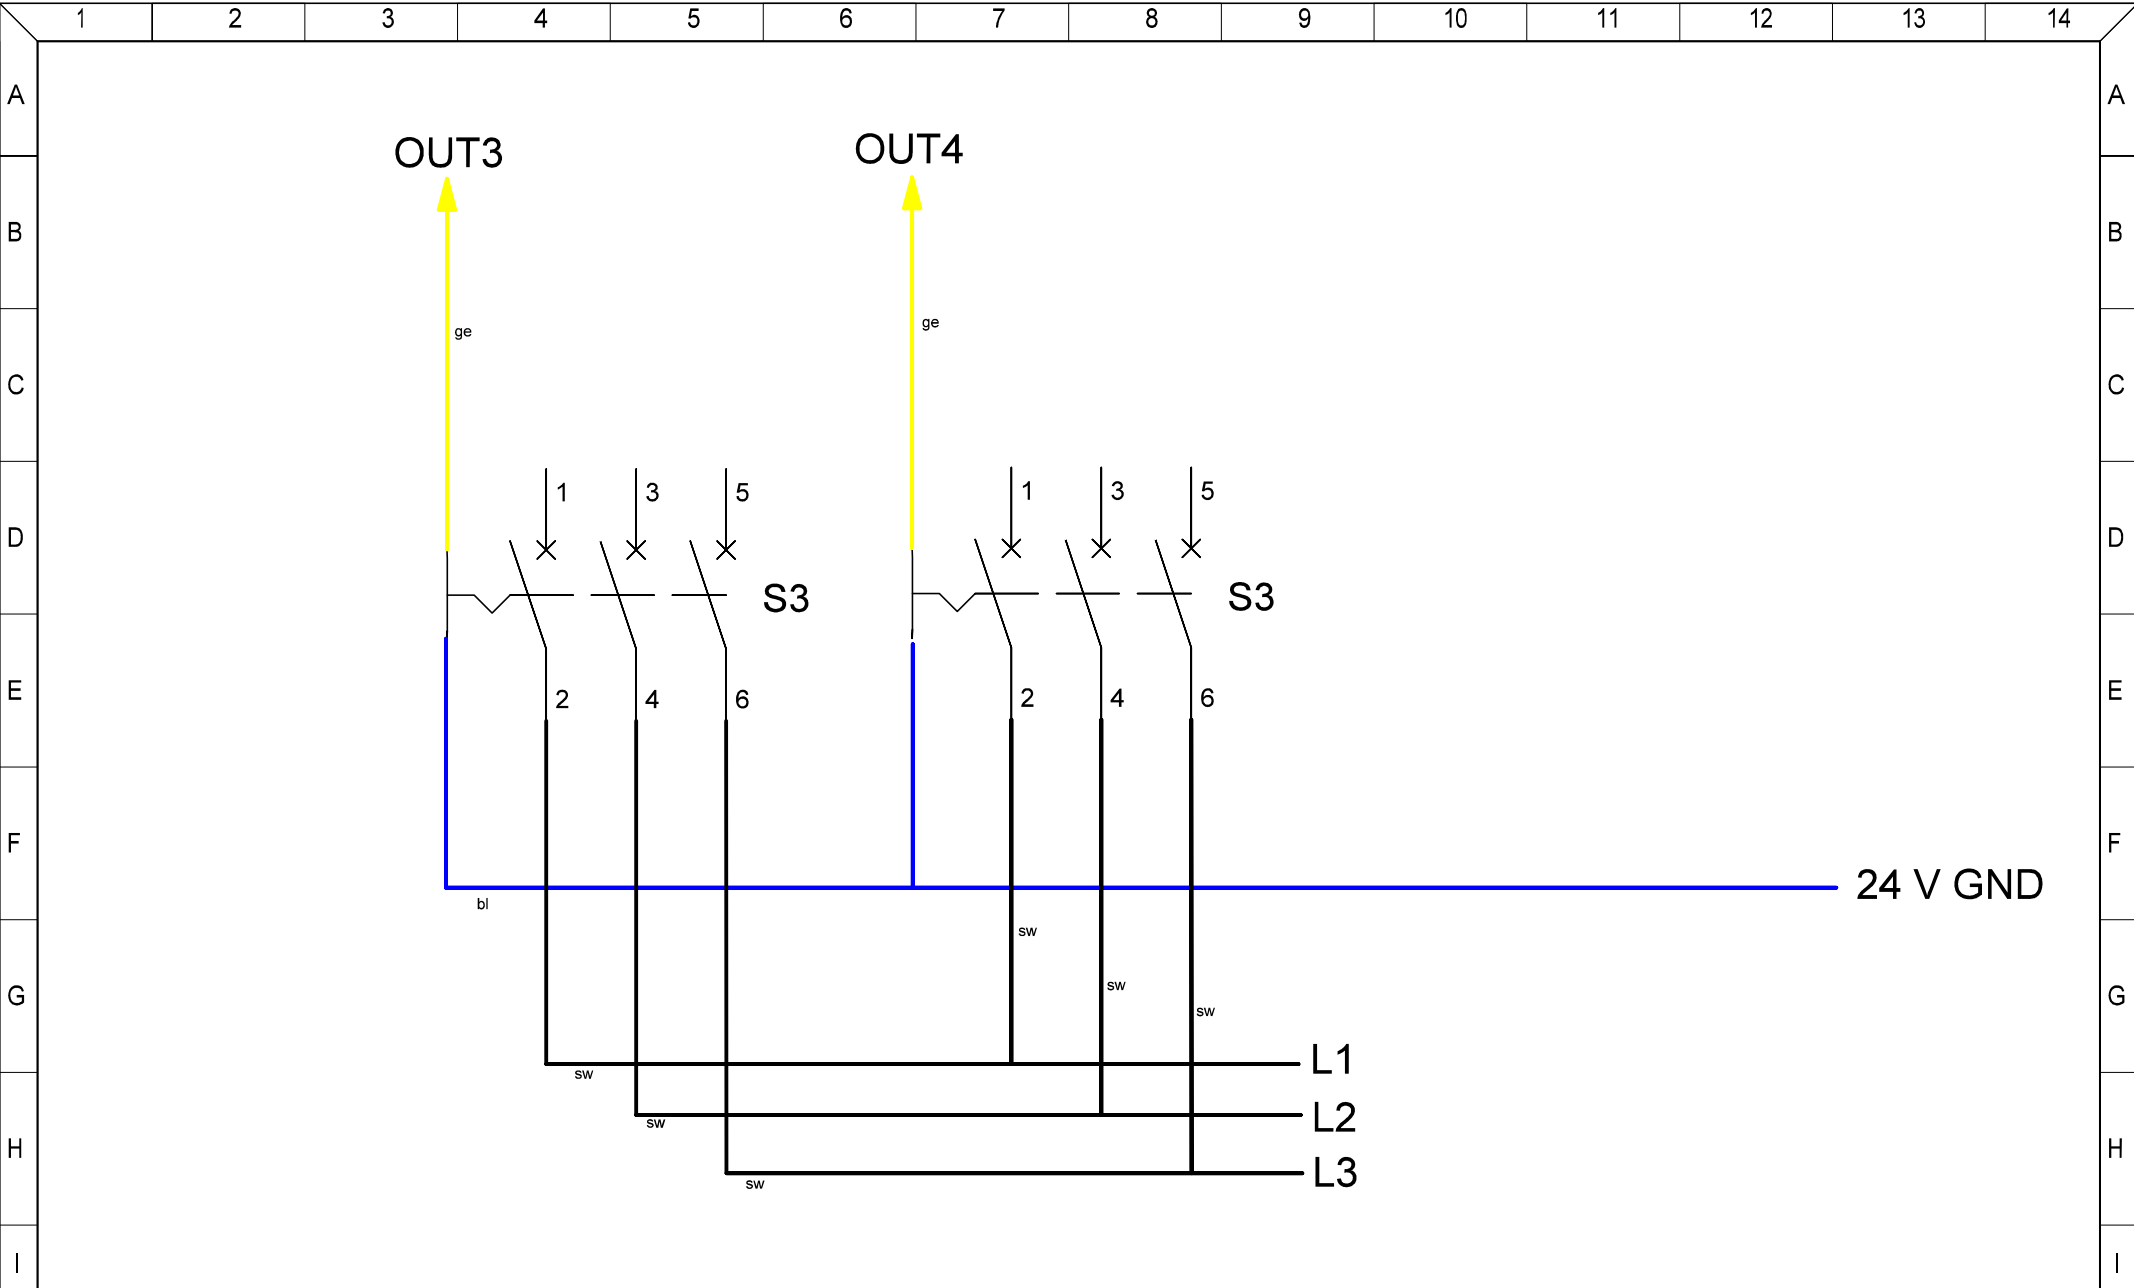 1 2 3 4 5 6 7 8 9 10 11 12 13 14
A A
OUT3 OUT4
B B
ge ge
C C
1 3 5 1 3 5
D D
S3 S3
E 2 4 6 2 4 6 E
F F
24 V GND
bl
sw
sw
G G
sw
L1
sw
L2
sw
H H
L3
sw
I I